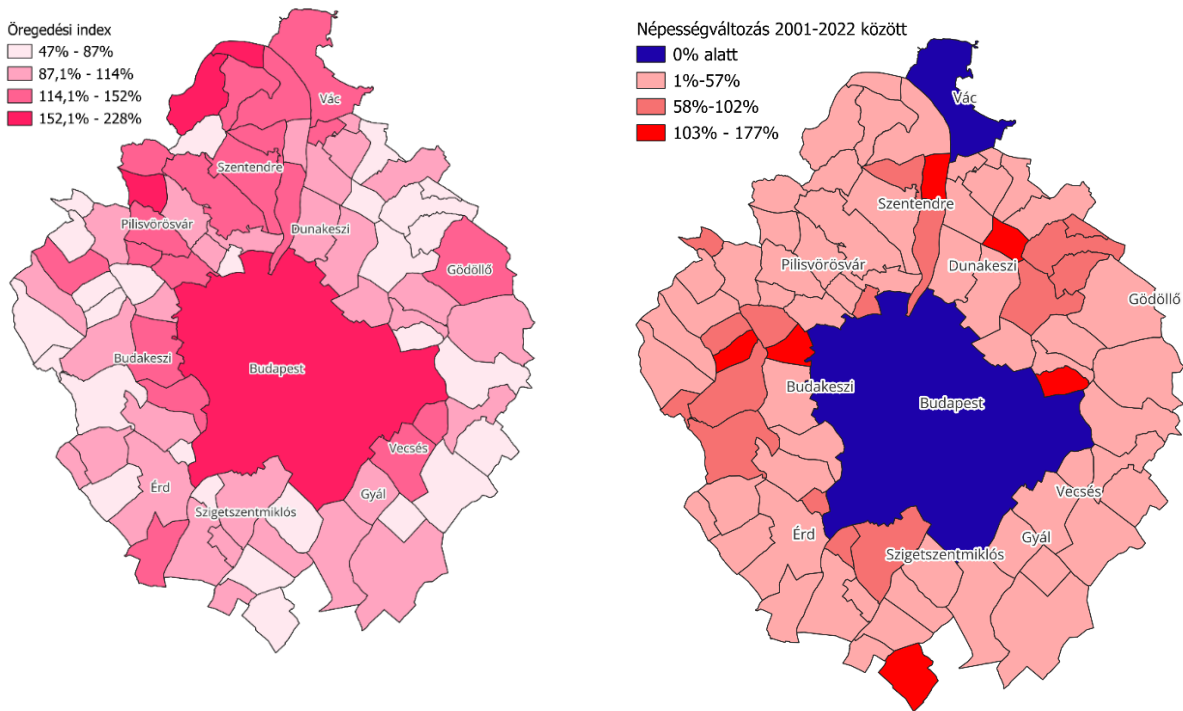 Öregedési index
47% - 87%
87,1% - 114%
114,1% - 152%
152,1% - 228%
Vác
Szentendre
Pilisvörösvár
Dunakeszi
Gödöllő
Budakeszi
Budapest
Vecsés
Érd
Gyál
Szigetszentmiklós
Népességváltozás 2001-2022 között
0% alatt
1%-57%
58%-102%
103% - 177%
Vác
Szentendre
Pilisvörösvár
Dunakeszi
Gödöllő
Budakeszi
Budapest
Vecsés
Érd
Gyál
Szigetszentmiklós